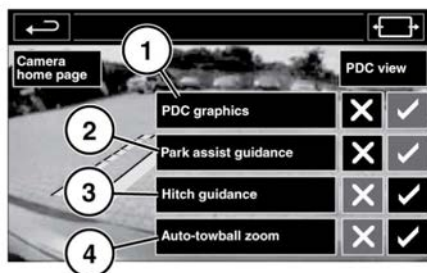 1
Camera
home page
PDC view
PDC graphics
2
Park assist guidance
3
Hitch guidance
4
Auto-towball zoom